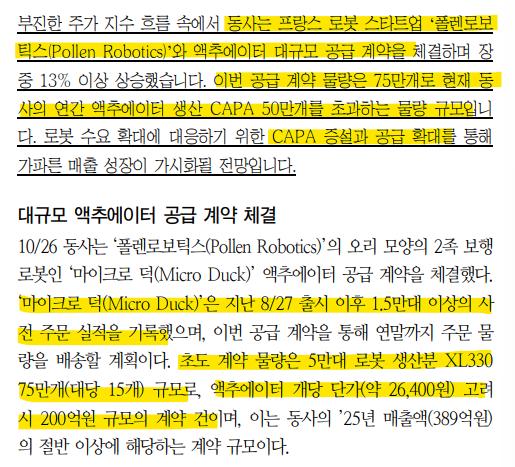 부진한 주가 지수 흐름 속에서 동사는 프랑스 로봇 스타트업 ‘폴렌로보
틱스(Pollen Robotics)’와 액추에이터 대규모 공급 계약을 체결하며 장
중 13% 이상 상승했습니다. 이번 공급 계약 물량은 75만개로 현재 동
사의 연간 액추에이터 생산 CAPA 50만개를 초과하는 물량 규모입니
다. 로봇 수요 확대에 대응하기 위한 CAPA 증설과 공급 확대를 통해
가파른 매출 성장이 가시화될 전망입니다.
대규모 액추에이터 공급 계약 체결
10/26 동사는 ‘폴렌로보틱스(Pollen Robotics)’의 오리 모양의 2족 보행
로봇인 ‘마이크로 덕(Micro Duck)’ 액추에이터 공급 계약을 체결했다.
‘마이크로 덕(Micro Duck)’은 지난 8/27 출시 이후 1.5만대 이상의 사
전 주문 실적을 기록했으며, 이번 공급 계약을 통해 연말까지 주문 물
량을 배송할 계획이다. 초도 계약 물량은 5만대 로봇 생산분 XL330
75만개(대당 15개) 규모로, 액추에이터 개당 단가(약 26,400원) 고려
시 200억원 규모의 계약 건이며, 이는 동사의 ’25년 매출액(389억원)
의 절반 이상에 해당하는 계약 규모이다.